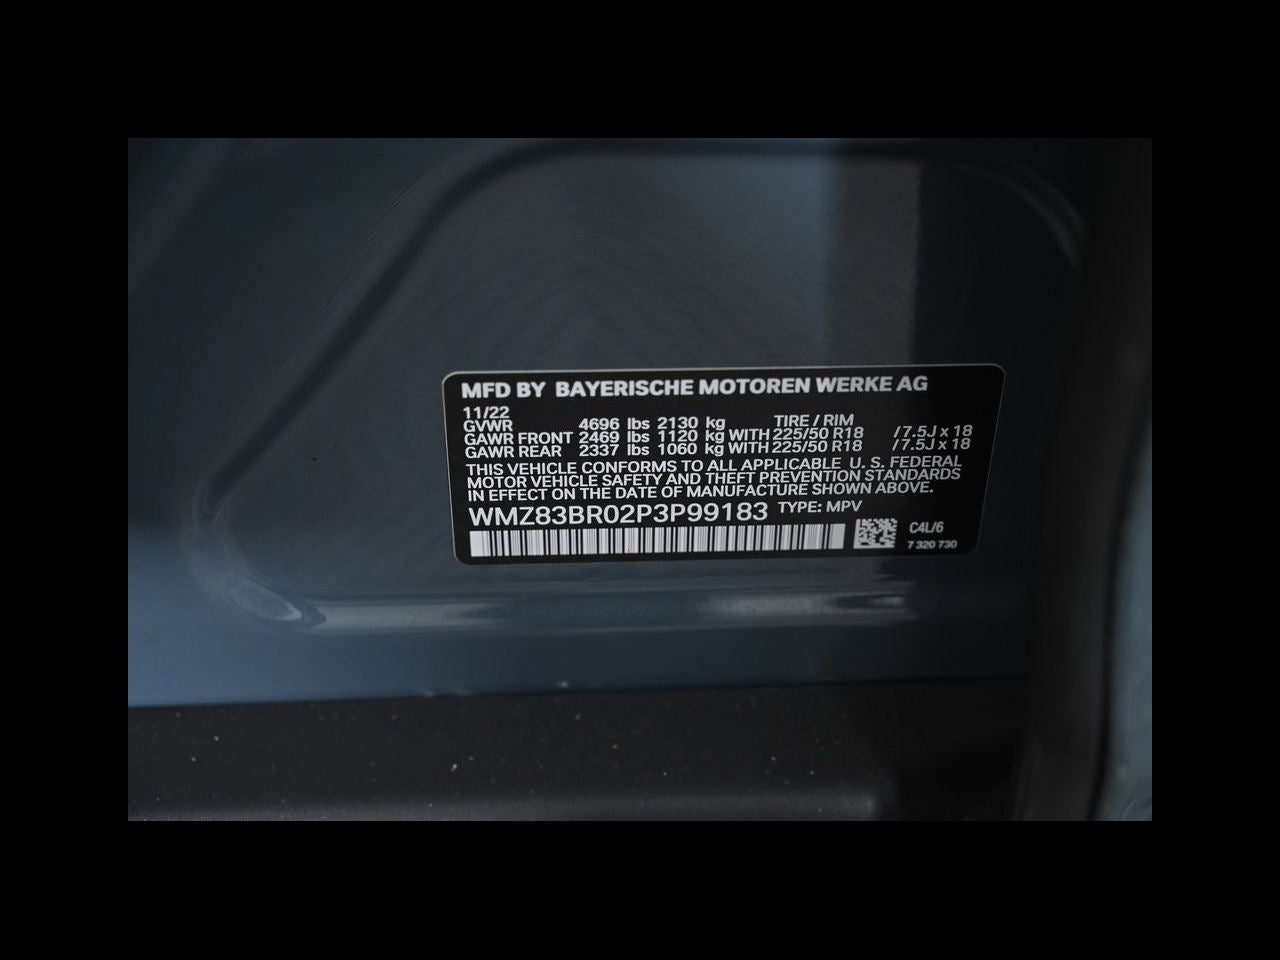 MFD BY BAYERISCHE MOTOREN WERKE AG
11/22
GVWR 4696 lbs 2130 kg TIRE / RIM
GAWR FRONT 2469 lbs 1120 kg WITH 225/50 R18 / 7.5J x 18
GAWR REAR 2337 lbs 1060 kg WITH 225/50 R18 / 7.5J x 18
THIS VEHICLE CONFORMS TO ALL APPLICABLE U. S. FEDERAL
MOTOR VEHICLE SAFETY AND THEFT PREVENTION STANDARDS
IN EFFECT ON THE DATE OF MANUFACTURE SHOWN ABOVE.
WMZ83BR02P3P99183 TYPE: MPV
C4L/6
7 320 730